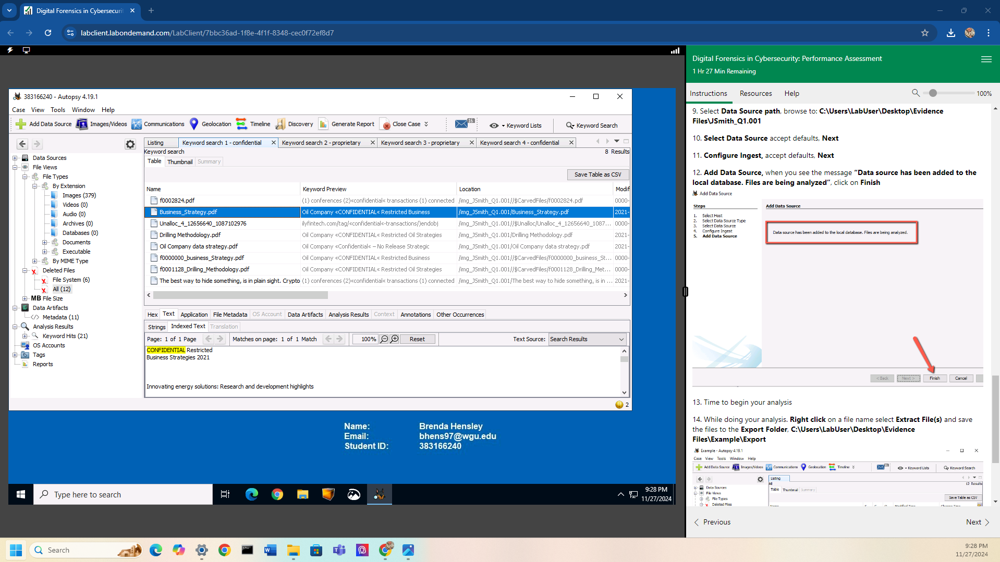 Digital Forensics in Cybersecurit
labclient.labondemand.com/LabClient/7bbc36ad-1f8e-4f1f-8348-cec0f72ef8d7
383166240 - Autopsy 4.19.1
Case View Tools Window Help
Add Data Source Images/Videos Communications Geolocation Timeline Discovery Generate Report Close Case 16 Keyword Lists Keyword Search
Data Sources
File Views
File Types
By Extension
Images (379)
Videos (0)
Audio (0)
Archives (0)
Databases (0)
Documents
Executable
By MIME Type
Deleted Files
File System (6)
All (12)
MB File Size
Data Artifacts
Metadata (11)
Analysis Results
Keyword Hits (21)
OS Accounts
Tags
Reports
Listing Keyword search 1 - confidential Keyword search 2 - proprietary Keyword search 3 - proprietary Keyword search 4 - confidential
Keyword search 8 Results
Table Thumbnail Summary
Save Table as CSV
Name Keyword Preview Location Modif
f0002824.pdf (1) conferences (2)«confidential« transactions (1) connected /img_JSmith_Q1.001//$CarvedFiles/f0002824.pdf 0000-
Business_Strategy.pdf Oil Company «CONFIDENTIAL« Restricted Business /img_JSmith_Q1.001/Business_Strategy.pdf 2021-
Unalloc_4_12656640_1087102976 ilyfintech.com/tag/«confidential«-transactions/)endobj /img_JSmith_Q1.001//$Unalloc/Unalloc_4_12656640_1087... 0000-
Drilling Methodology.pdf Oil Company «CONFIDENTIAL« Restricted Oil Strategies /img_JSmith_Q1.001/Drilling Methodology.pdf 2021-
Oil Company data strategy.pdf Oil Company «Confidential« – No Release Strategic /img_JSmith_Q1.001/Oil Company data strategy.pdf 2021-
f0000000_business_Strategy.pdf Oil Company «CONFIDENTIAL« Restricted Business /img_JSmith_Q1.001//$CarvedFiles/f0000000_business_St... 0000-
f0001128_Drilling_Methodology.pdf Oil Company «CONFIDENTIAL« Restricted Oil Strategies /img_JSmith_Q1.001//$CarvedFiles/f0001128_Drilling_Met... 0000-
The best way to hide something, is in plain sight. Crypto (1) conferences (2)«confidential« transactions (1) connected /img_JSmith_Q1.001/The best way to hide something, is in ... 2021-
Hex Text Application File Metadata OS Account Data Artifacts Analysis Results Context Annotations Other Occurrences
Strings Indexed Text Translation
Page: 1 of 1 Page Matches on page: 1 of 1 Match 100% Reset Text Source: Search Results
CONFIDENTIAL Restricted
Business Strategies 2021
Innovating energy solutions: Research and development highlights
2
Name: Brenda Hensley
Email: bhens97@wgu.edu
Student ID: 383166240
Type here to search
9:28 PM
11/27/2024
Digital Forensics in Cybersecurity: Performance Assessment
1 Hr 27 Min Remaining
Instructions Resources Help 100%
9. Select Data Source path, browse to: C:\Users\LabUser\Desktop\Evidence
Files\JSmith_Q1.001
10. Select Data Source accept defaults, Next
11. Configure Ingest, accept defaults, Next
12. Add Data Source, when you see the message “Data source has been added to the
local database. Files are being analyzed”, click on Finish
Add Data Source
Steps
1. Select Host
2. Select Data Source Type
3. Select Data Source
4. Configure Ingest
5. Add Data Source
Add Data Source
Data source has been added to the local database. Files are being analyzed.
< Back Next > Finish Cancel
13. Time to begin your analysis
14. While doing your analysis. Right click on a file name select Extract File(s) and save
the files to the Export Folder, C:\Users\LabUser\Desktop\Evidence
Files\Example\Export
Example - Autopsy 4.19.1
Case View Tools Window Help
Add Data Source Images/Videos Communications Geolocation Timeline Keyword Lists Keyword Search
Data Sources
File Views
File Types
Deleted Files
Listing
All 12 Results
Table Thumbnail Summary
Save Table as CSV
Previous Next
Search
9:28 PM
11/27/2024